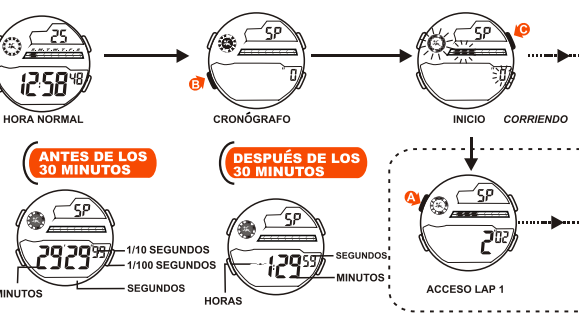 25
SP
SP
C
12:58 48
B
0
0
HORA NORMAL
CRONÓGRAFO
INICIO
CORRIENDO
ANTES DE LOS
30 MINUTOS
DESPUÉS DE LOS
30 MINUTOS
A
SP
SP
SP
2 02
29 29 99
1/10 SEGUNDOS
1/100 SEGUNDOS
SEGUNDOS
MINUTOS
1:29 59
SEGUNDOS
MINUTOS
HORAS
ACCESO LAP 1